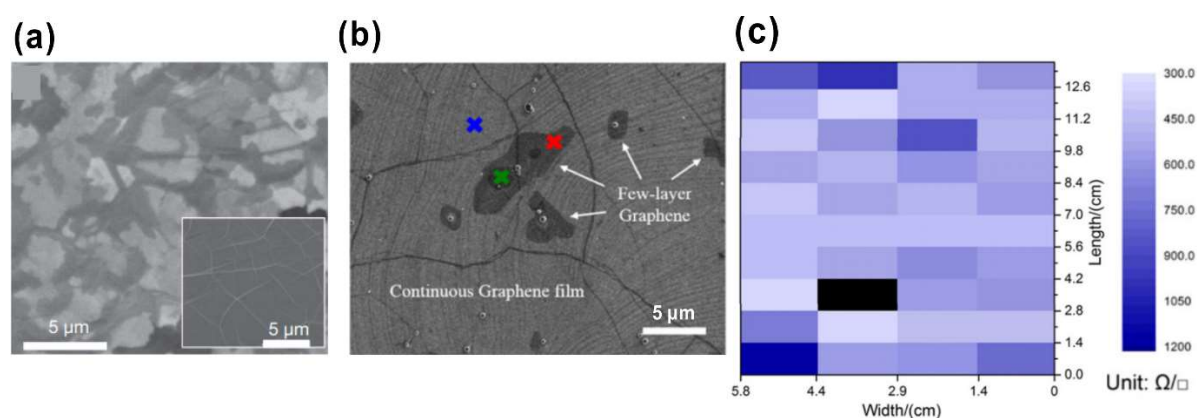 (a)
5 µm
5 µm
(b)
Few-layer
Graphene
Continuous Graphene film
5 µm
(c)
12.6
11.2
9.8
8.4
7.0
5.6
4.2
2.8
1.4
0.0
Length/(cm)
5.8 4.4 2.9 1.4 0
Width/(cm)
300.0
450.0
600.0
750.0
900.0
1050
1200
Unit: Ω/□